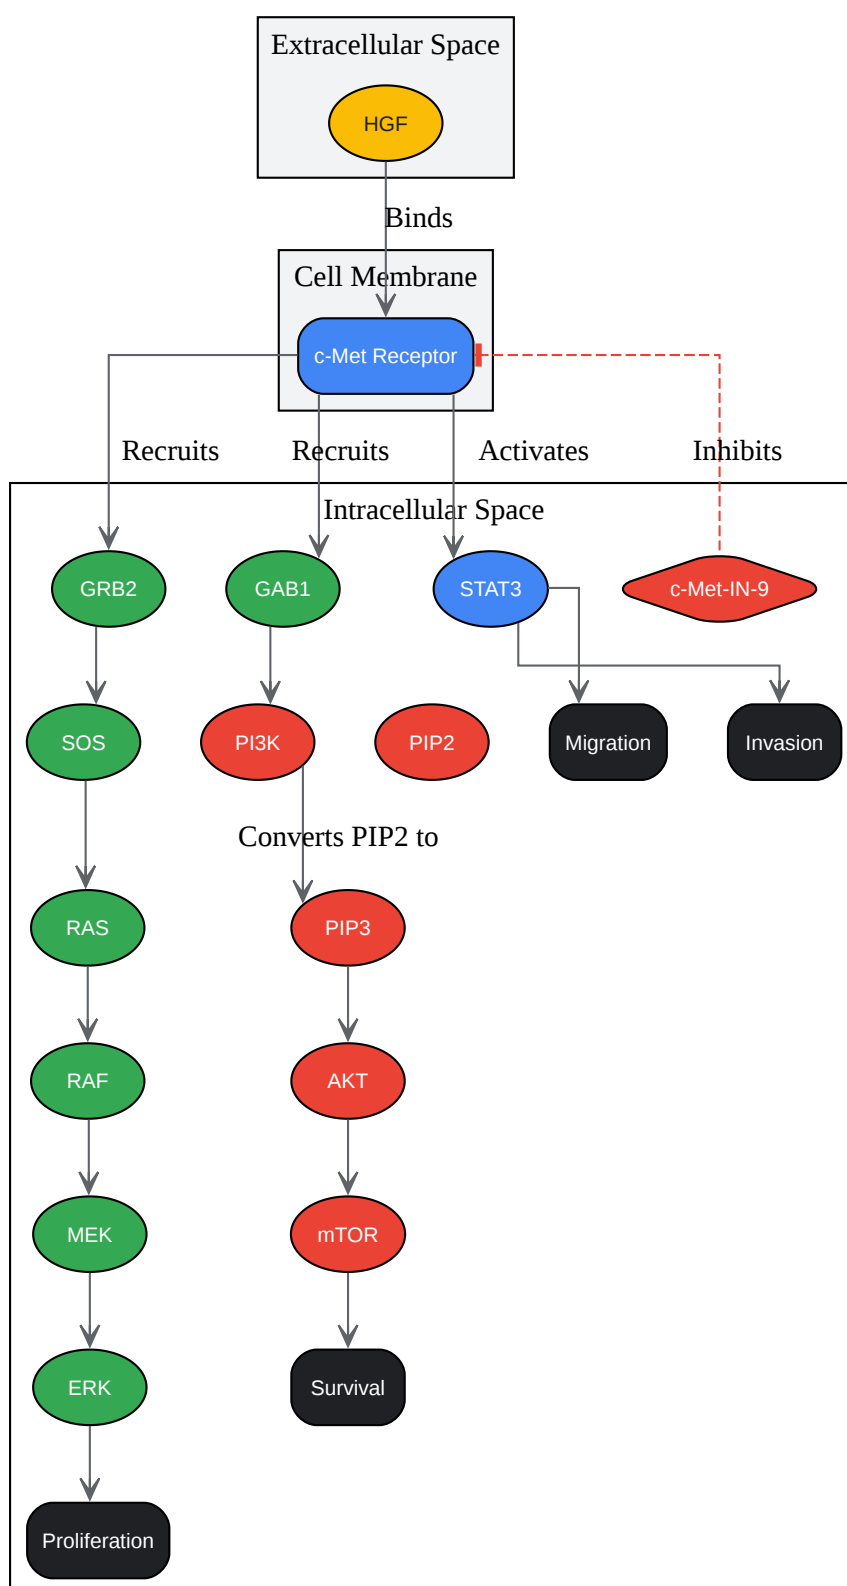 Extracellular Space
HGF
Binds
Cell Membrane
c-Met Receptor
Recruits
Recruits
Activates
Inhibits
Intracellular Space
GRB2
GAB1
STAT3
c-Met-IN-9
SOS
PI3K
PIP2
Migration
Invasion
Converts PIP2 to
RAS
PIP3
RAF
AKT
MEK
mTOR
ERK
Survival
Proliferation